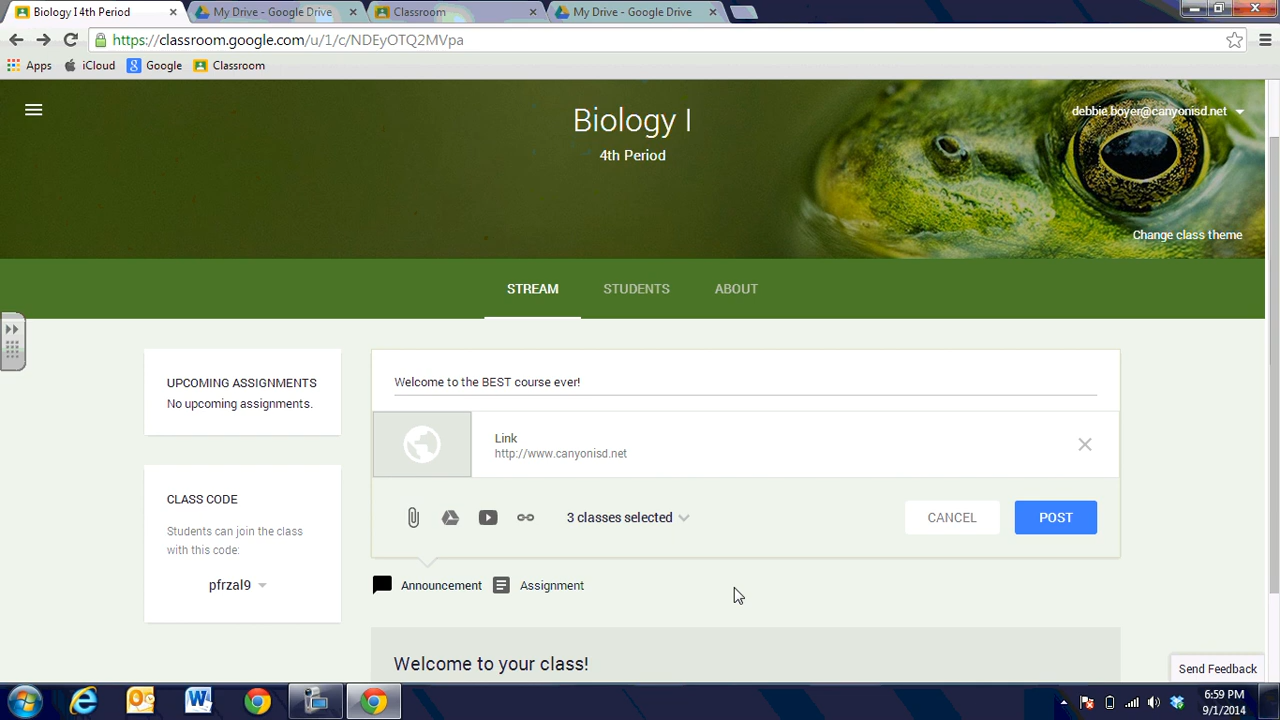 Biology I 4th Period
My Drive - Google Drive
Classroom
My Drive - Google Drive
https://classroom.google.com/u/1/c/NDEyOTQ2MVpa
Apps
iCloud
Google
Classroom
Biology I
4th Period
debbie.boyer@canyonisd.net
Change class theme
STREAM
STUDENTS
ABOUT
UPCOMING ASSIGNMENTS
No upcoming assignments.
CLASS CODE
Students can join the class
with this code:
pfrzal9
Welcome to the BEST course ever!
Link
http://www.canyonisd.net
3 classes selected
CANCEL
POST
Announcement
Assignment
Welcome to your class!
Send Feedback
6:59 PM
9/1/2014